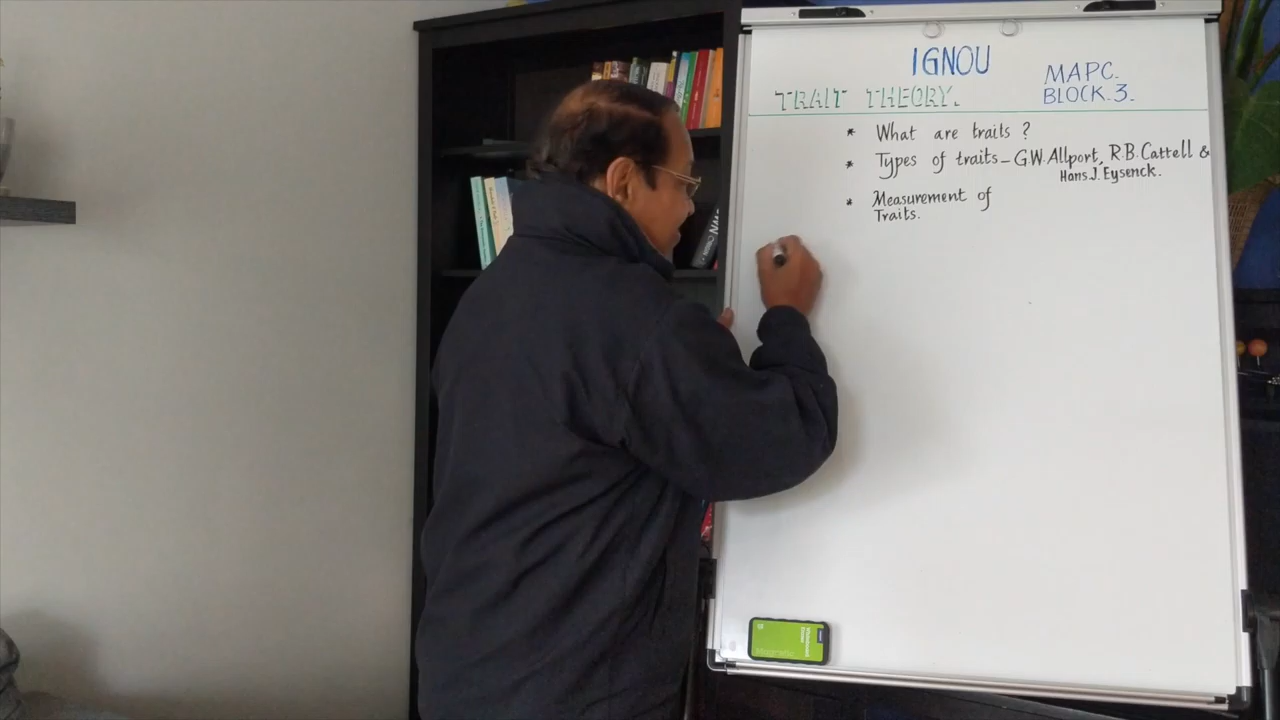 IGNOU
MAPC.
BLOCK.3.
TRAIT THEORY.
* What are traits ?
* Types of traits - G.W. Allport, R.B. Cattell &
Hans.J. Eysenck.
* Measurement of
Traits.